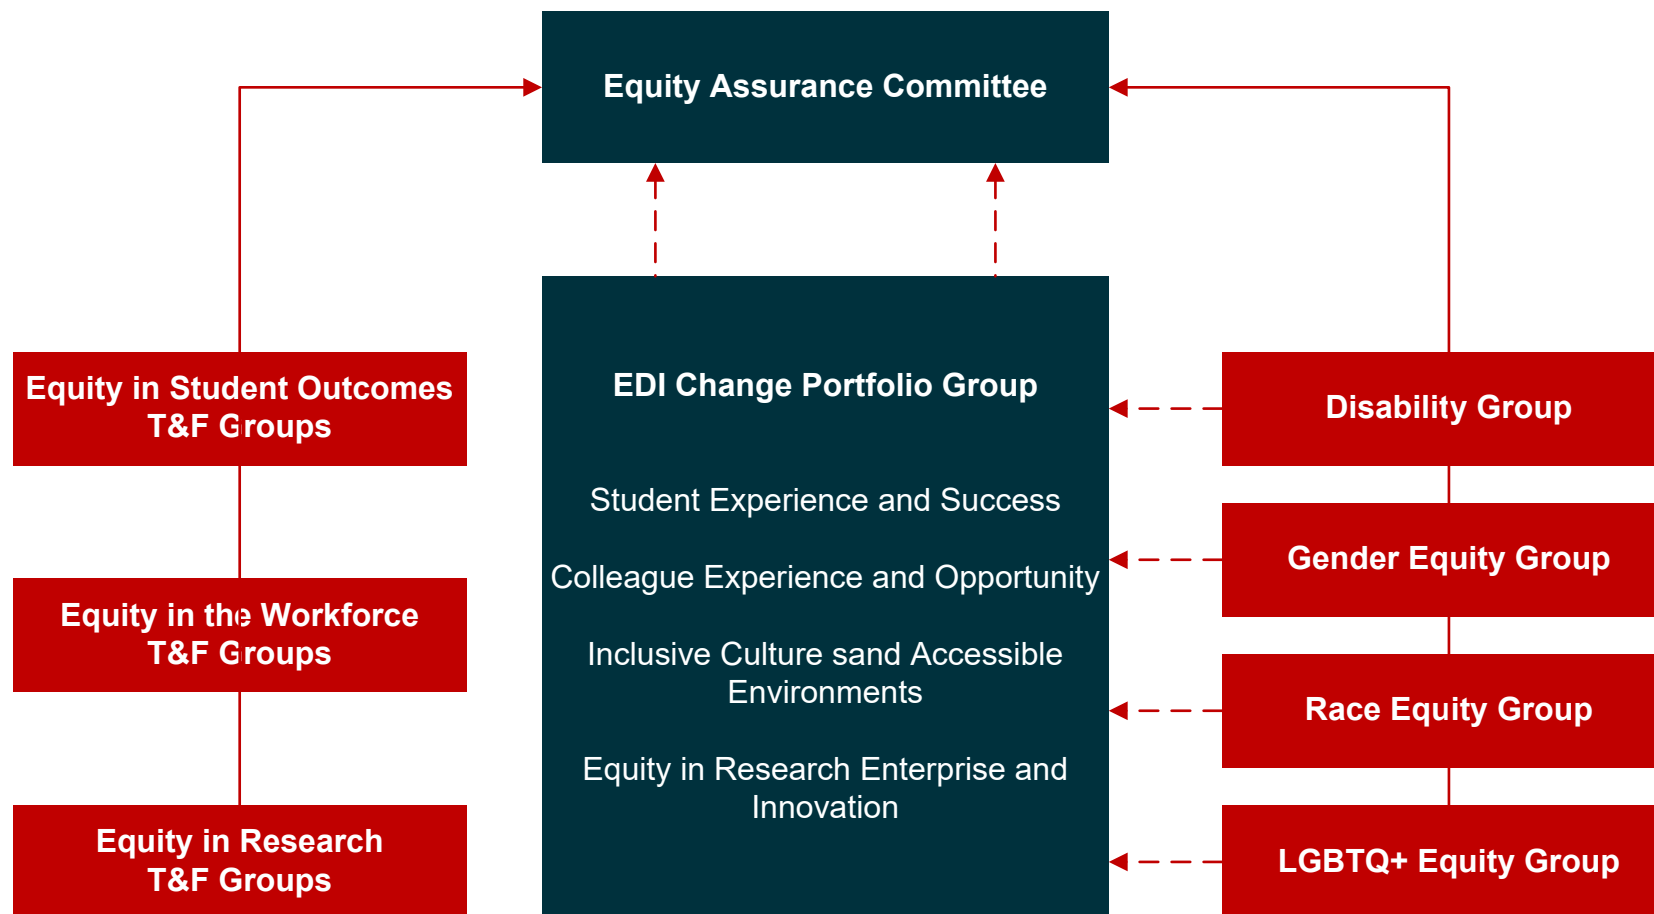 Equity Assurance Committee
Equity in Student Outcomes
T&F Groups
Equity in the Workforce
T&F Groups
Equity in Research
T&F Groups
EDI Change Portfolio Group
Student Experience and Success
Colleague Experience and Opportunity
Inclusive Culture sand Accessible
Environments
Equity in Research Enterprise and
Innovation
Disability Group
Gender Equity Group
Race Equity Group
LGBTQ+ Equity Group